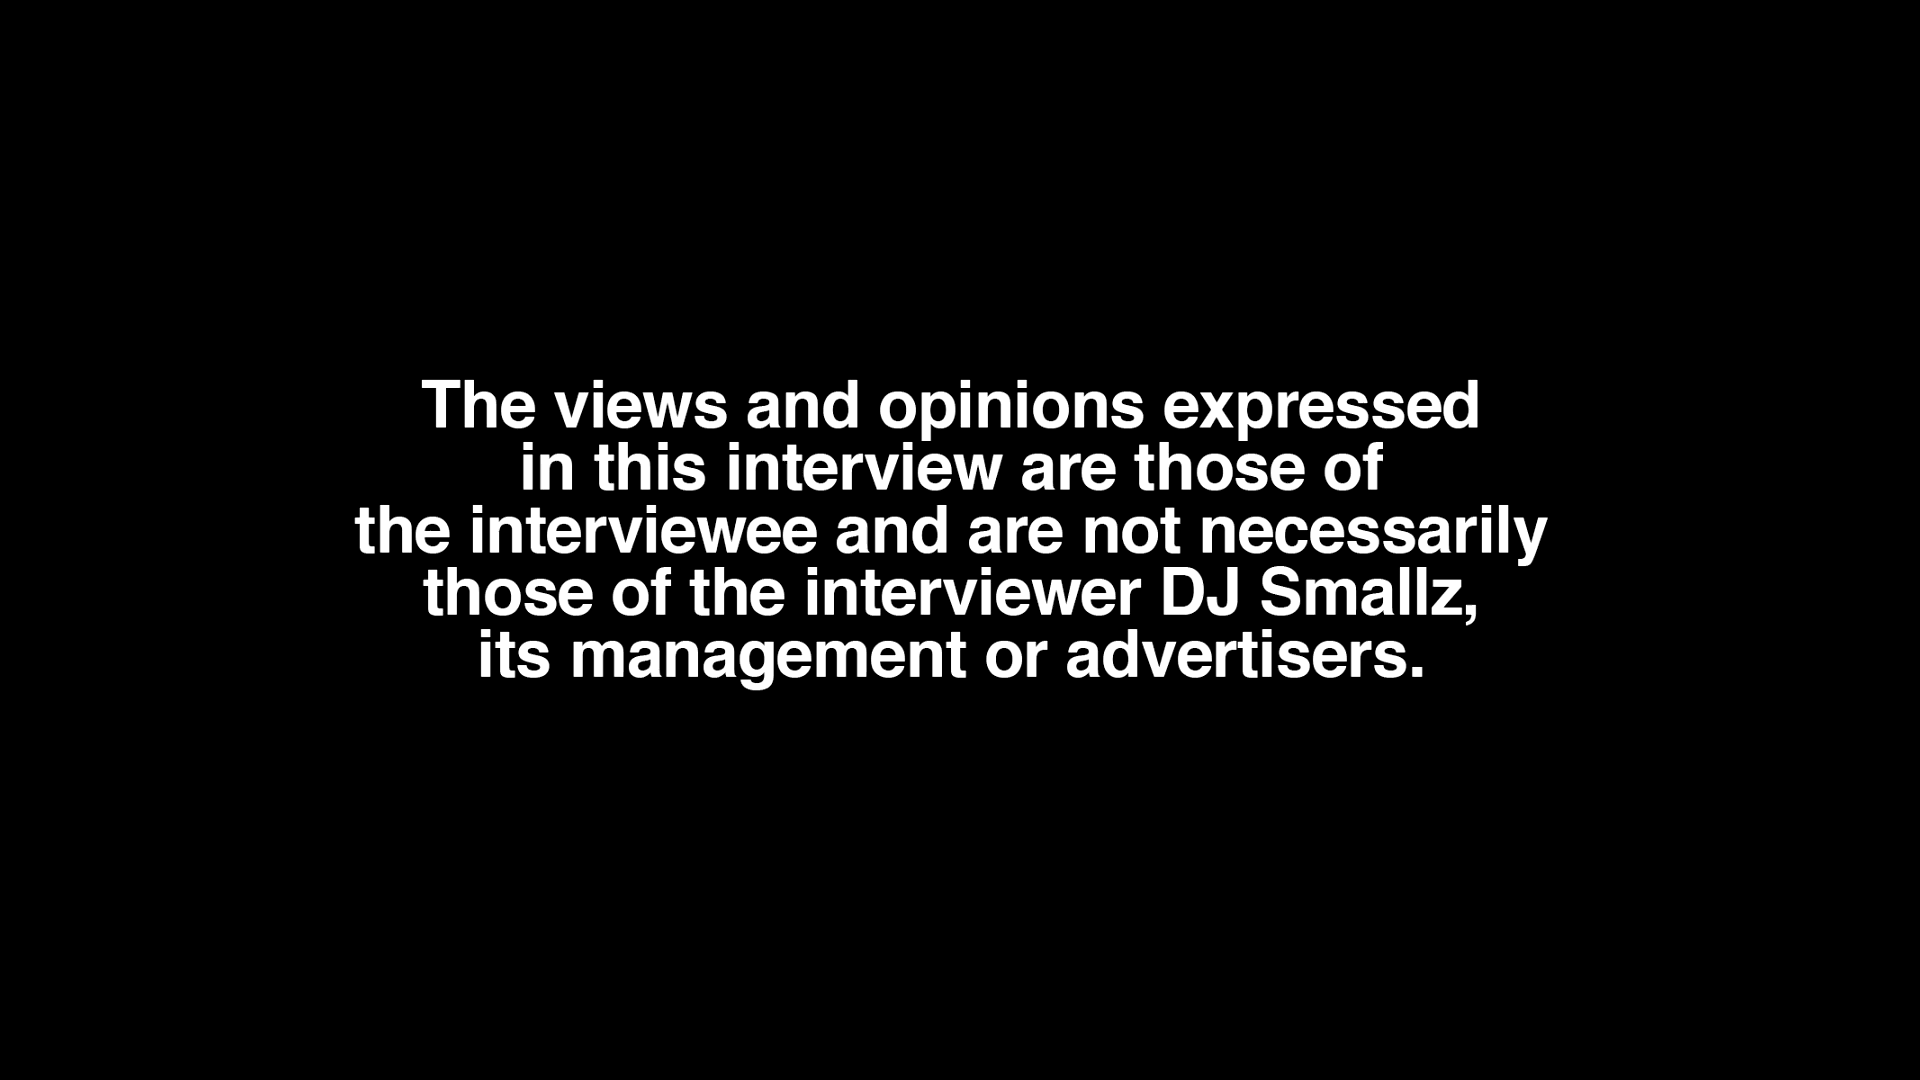 The views and opinions expressed
in this interview are those of
the interviewee and are not necessarily
those of the interviewer DJ Smallz,
its management or advertisers.